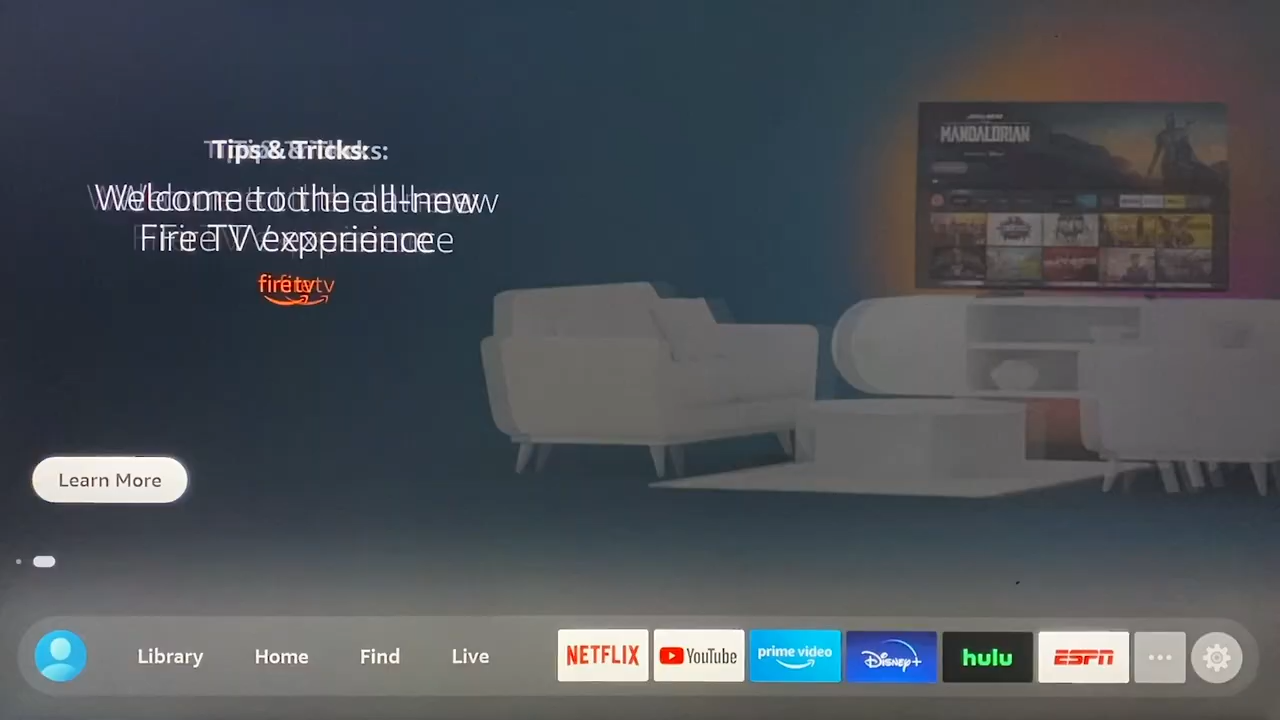 Tips & Tricks:
Welcome to the all-new
Fire TV experience
fire tv
MANDALORIAN
Learn More
Library
Home
Find
Live
NETFLIX
YouTube
prime video
Disney+
hulu
ESPN